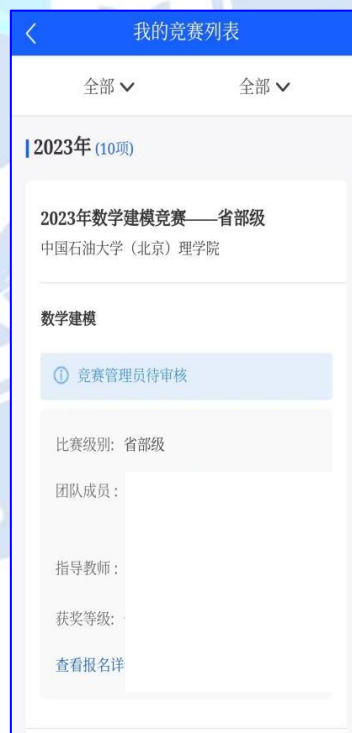 我的竞赛列表
全部 全部
2023年 (10项)
2023年数学建模竞赛——省部级
中国石油大学（北京）理学院
数学建模
竞赛管理员待审核
比赛级别: 省部级
团队成员 :
指导教师 :
获奖等级:
查看报名详